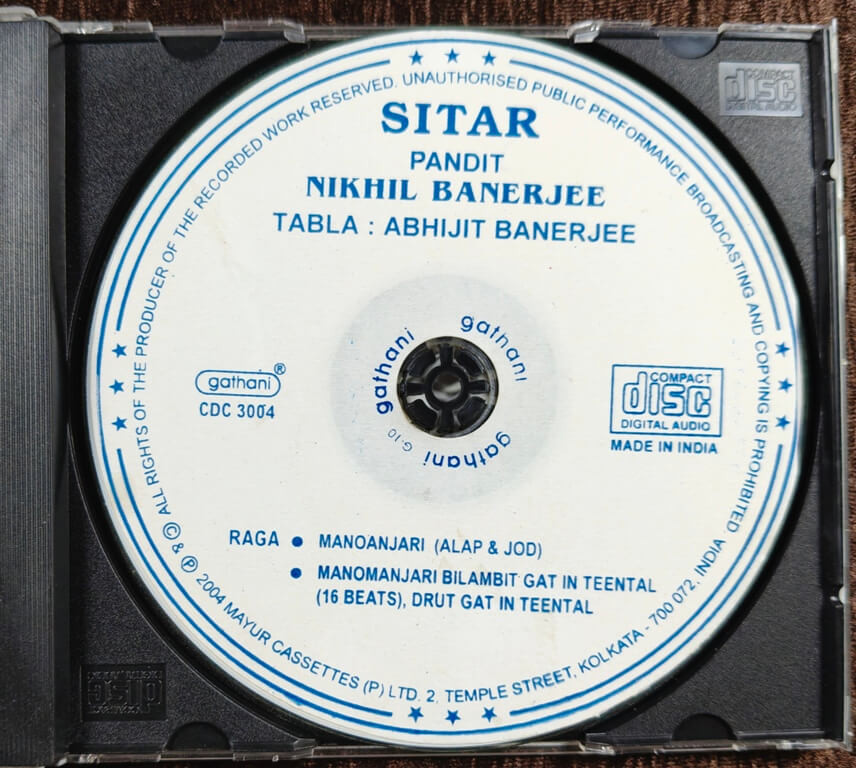 SITAR
PANDIT
NIKHIL BANERJEE
TABLA : ABHIJIT BANERJEE
gathani®
CDC 3004
gathani
gathani
gathani G-10
COMPACT
disc
DIGITAL AUDIO
MADE IN INDIA
RAGA ● MANOANJARI (ALAP & JOD)
● MANOMANJARI BILAMBIT GAT IN TEENTAL
(16 BEATS), DRUT GAT IN TEENTAL
© & ℗ 2004 MAYUR CASSETTES (P) LTD. 2, TEMPLE STREET, KOLKATA - 700 072. INDIA
ALL RIGHTS OF THE PRODUCER OF THE RECORDED WORK RESERVED. UNAUTHORISED PUBLIC PERFORMANCE BROADCASTING AND COPYING IS PROHIBITED.
COMPACT
disc
DIGITAL AUDIO
disc